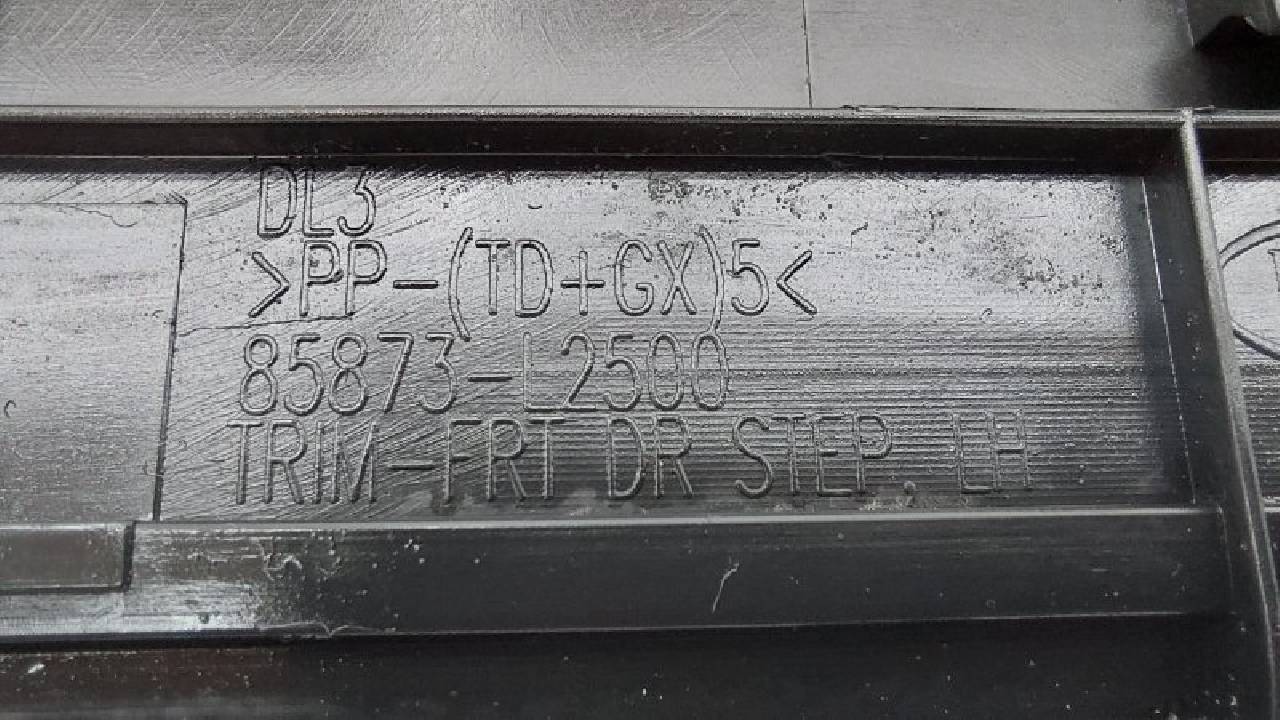 DL3
>PP-(TD+GX)5<
85873-L2500
TRIM-FRT DR STEP, LH